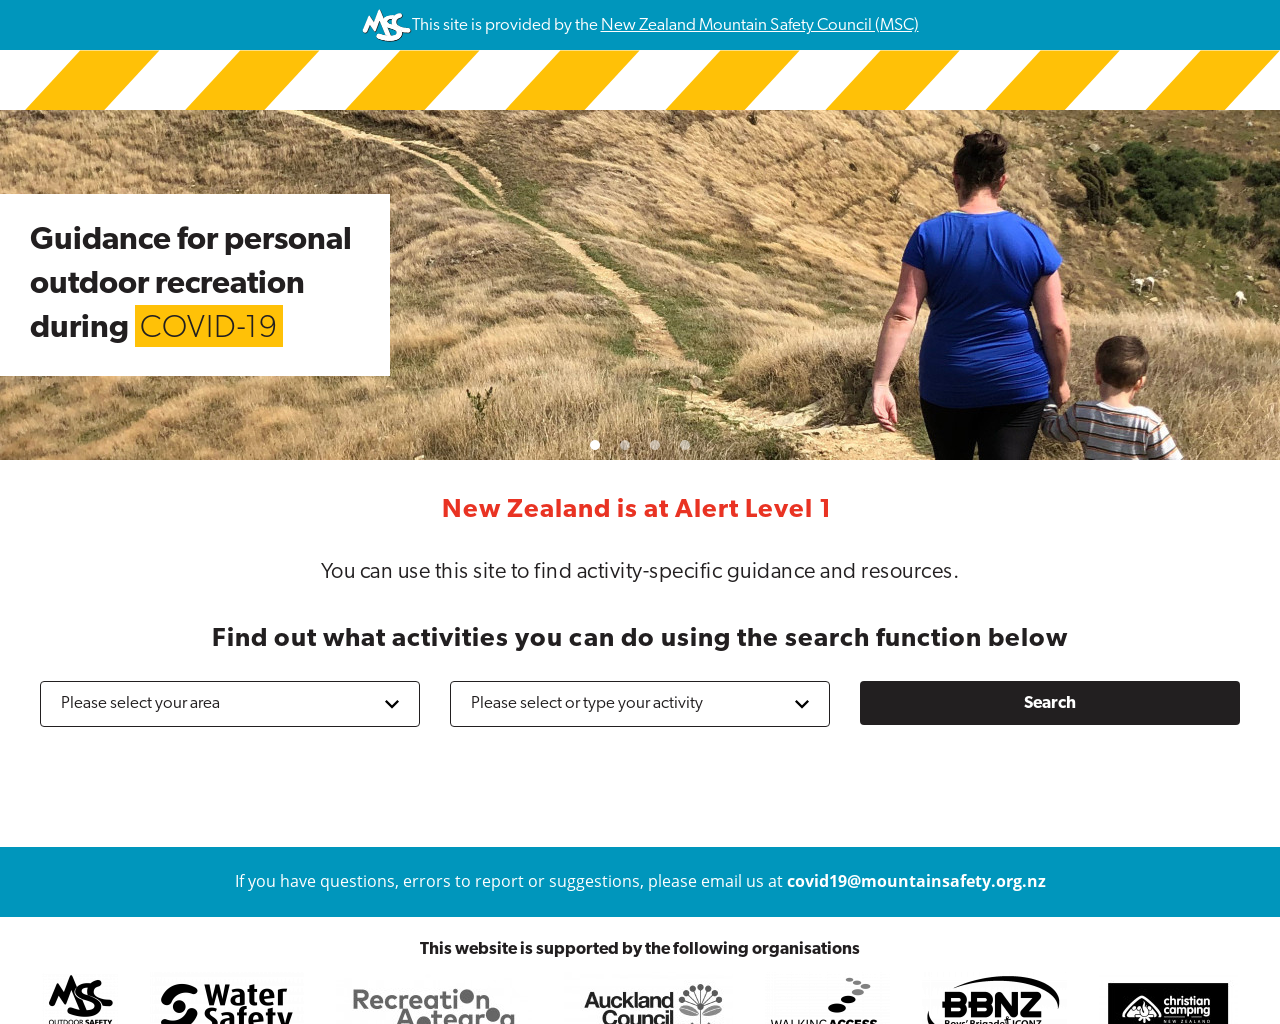 MSC This site is provided by the New Zealand Mountain Safety Council (MSC)
Guidance for personal
outdoor recreation
during COVID-19
New Zealand is at Alert Level 1
You can use this site to find activity-specific guidance and resources.
Find out what activities you can do using the search function below
Please select your area
Please select or type your activity
Search
If you have questions, errors to report or suggestions, please email us at covid19@mountainsafety.org.nz
This website is supported by the following organisations
MSC
OUTDOOR SAFETY
Water
Safety
Recreation
Aotearoa
Auckland
Council
WALKING ACCESS
BBNZ
Boys' Brigade | ICONZ
christian
camping
NEW ZEALAND